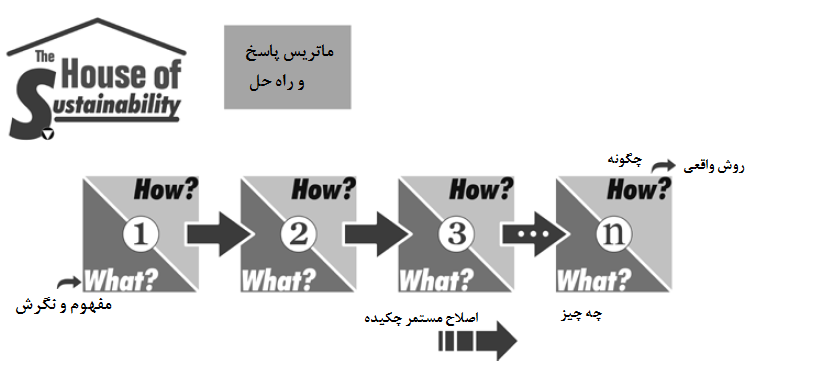 The
House of
Sustainability
ماتریس پاسخ
و راه حل
چگونه
روش واقعی
How?
How?
How?
How?
1
2
3
n
What?
What?
What?
What?
مفهوم و نگرش
اصلاح مستمر چکیده
چه چیز